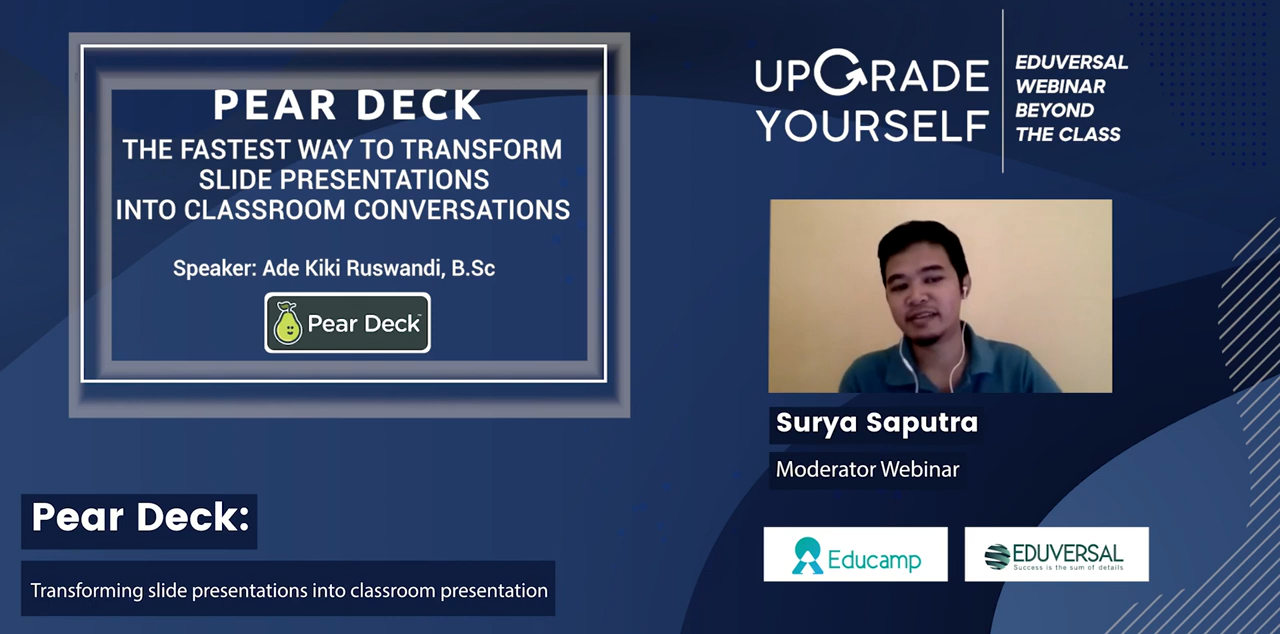 PEAR DECK
THE FASTEST WAY TO TRANSFORM
SLIDE PRESENTATIONS
INTO CLASSROOM CONVERSATIONS
Speaker: Ade Kiki Ruswandi, B.Sc
Pear Deck™
UPGRADE
YOURSELF
EDUVERSAL
WEBINAR
BEYOND
THE CLASS
Surya Saputra
Moderator Webinar
Pear Deck:
Transforming slide presentations into classroom presentation
Educamp
EDUVERSAL
Success is the sum of details